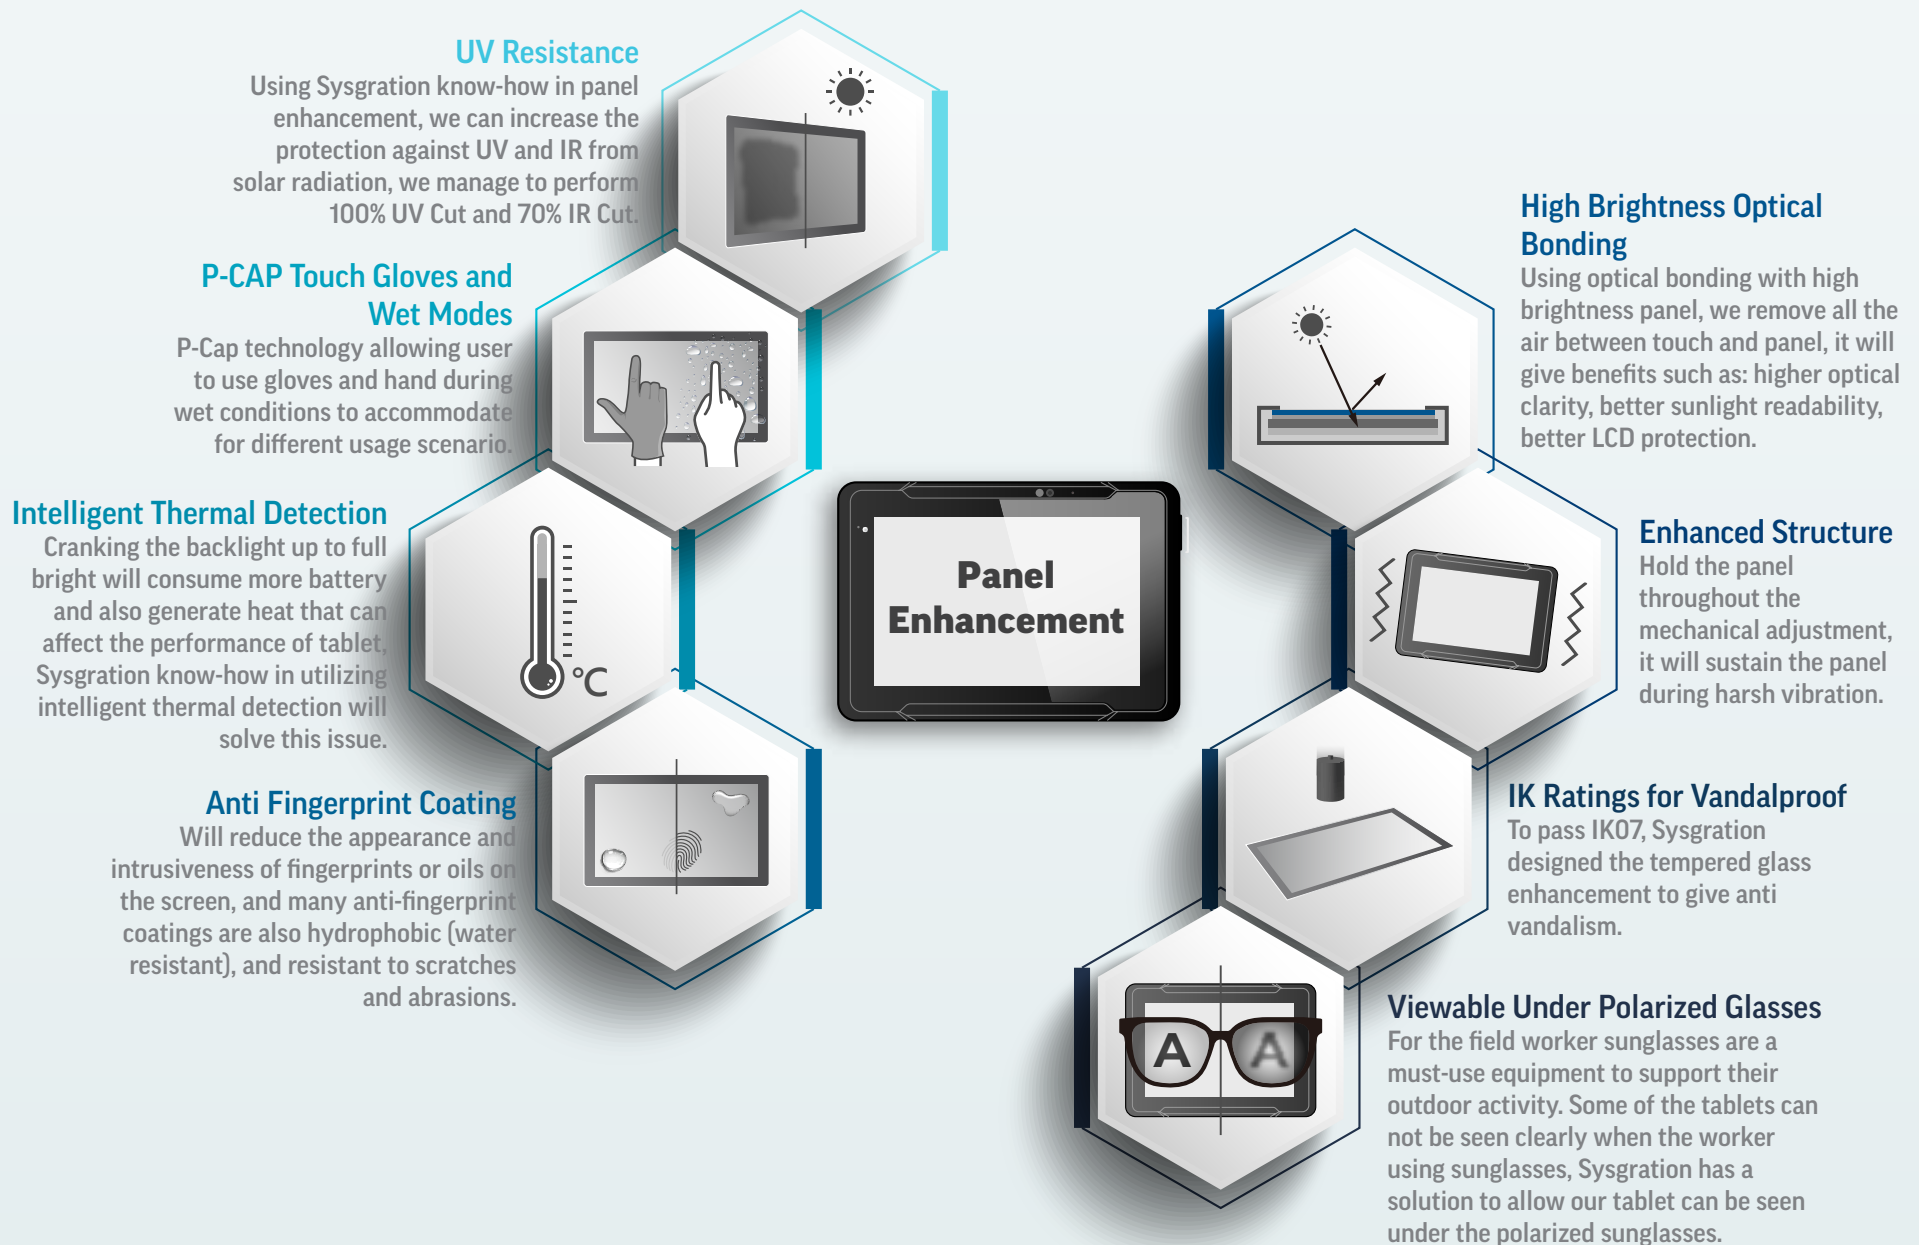 UV Resistance
Using Sysgration know-how in panel
enhancement, we can increase the
protection against UV and IR from
solar radiation, we manage to perform
100% UV Cut and 70% IR Cut.
P-CAP Touch Gloves and
Wet Modes
P-Cap technology allowing user
to use gloves and hand during
wet conditions to accommodate
for different usage scenario.
Intelligent Thermal Detection
Cranking the backlight up to full
bright will consume more battery
and also generate heat that can
affect the performance of tablet,
Sysgration know-how in utilizing
intelligent thermal detection will
solve this issue.
°C
Anti Fingerprint Coating
Will reduce the appearance and
intrusiveness of fingerprints or oils on
the screen, and many anti-fingerprint
coatings are also hydrophobic (water
resistant), and resistant to scratches
and abrasions.
Panel
Enhancement
High Brightness Optical
Bonding
Using optical bonding with high
brightness panel, we remove all the
air between touch and panel, it will
give benefits such as: higher optical
clarity, better sunlight readability,
better LCD protection.
Enhanced Structure
Hold the panel
throughout the
mechanical adjustment,
it will sustain the panel
during harsh vibration.
IK Ratings for Vandalproof
To pass IK07, Sysgration
designed the tempered glass
enhancement to give anti
vandalism.
Viewable Under Polarized Glasses
For the field worker sunglasses are a
must-use equipment to support their
outdoor activity. Some of the tablets can
not be seen clearly when the worker
using sunglasses, Sysgration has a
solution to allow our tablet can be seen
under the polarized sunglasses.
A A